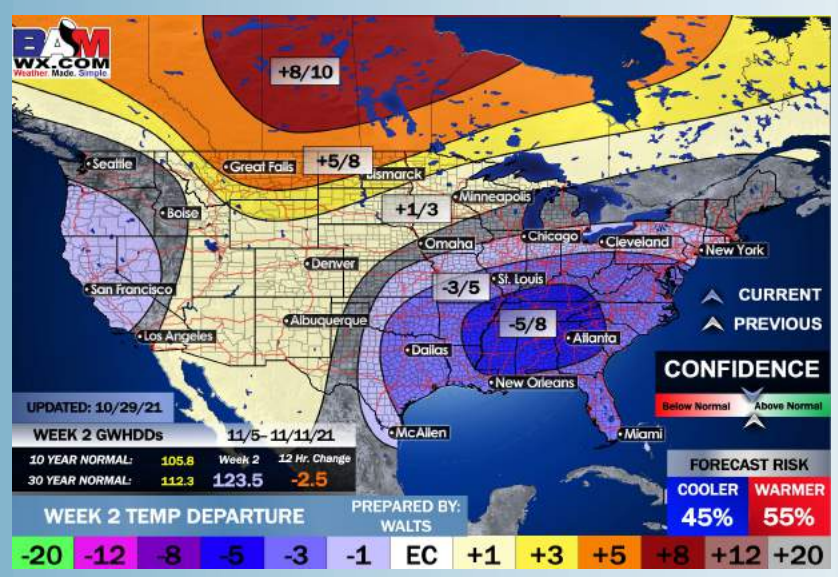 BAM
WX.COM
Weather. Made. Simple.
+8/10
Seattle
Great Falls
+5/8
Bismarck
Boise
+1/3
Minneapolis
Omaha
Chicago
Cleveland
New York
Denver
San Francisco
-3/5
St. Louis
Albuquerque
-5/8
Atlanta
Los Angeles
Dallas
New Orleans
McAllen
Miami
CURRENT
PREVIOUS
CONFIDENCE
Below Normal
Above Normal
UPDATED: 10/29/21
WEEK 2 GWHDDs 11/5– 11/11/21
10 YEAR NORMAL: 105.8 Week 2 12 Hr. Change
30 YEAR NORMAL: 112.3 123.5 -2.5
FORECAST RISK
COOLER WARMER
45% 55%
WEEK 2 TEMP DEPARTURE
PREPARED BY:
WALTS
-20 -12 -8 -5 -3 -1 EC +1 +3 +5 +8 +12 +20